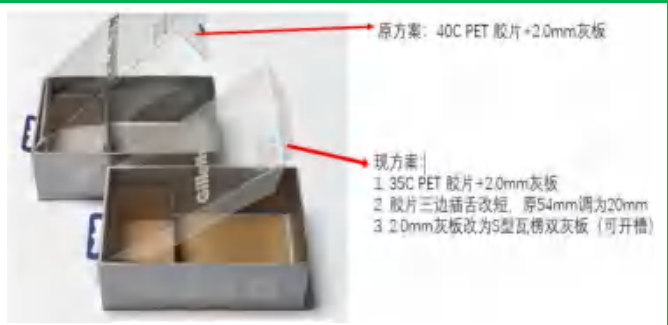 原方案：40C PET 胶片+2.0mm灰板
现方案：
1 35C PET 胶片+2.0mm灰板
2 胶片三边插舌改短，原54mm调为20mm
3 2.0mm灰板改为S型瓦楞双灰板（可开槽）
Gillette